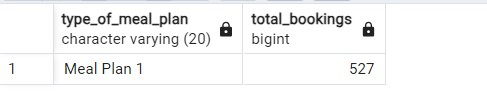 type_of_meal_plan total_bookings
character varying (20) bigint
1 Meal Plan 1 527